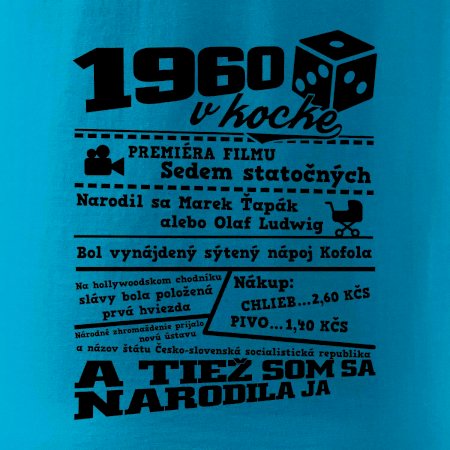 1960
v kocke
PREMIÉRA FILMU
Sedem statočných
Narodil sa Marek Ťapák
alebo Olaf Ludwig
Bol vynájdený sýtený nápoj Kofola
Na hollywoodskom chodníku
slávy bola položená
prvá hviezda
Nákup:
CHLIEB...2,60 KČS
PIVO...1,40 KČS
Národné zhromaždenie prijalo
novú ústavu
a názov štátu Česko-slovenská socialistická republika
A TIEŽ SOM SA
NARODILA JA